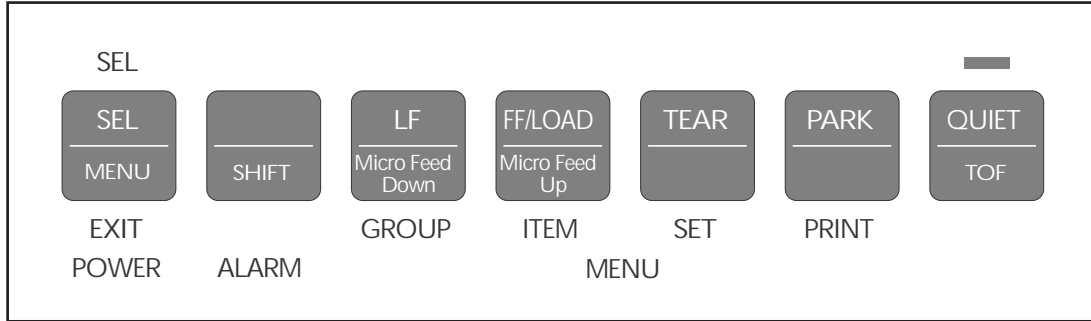 SEL
SEL LF FF/LOAD TEAR PARK QUIET
MENU SHIFT Micro Feed Down Micro Feed Up TOF
EXIT GROUP ITEM SET PRINT
POWER ALARM MENU